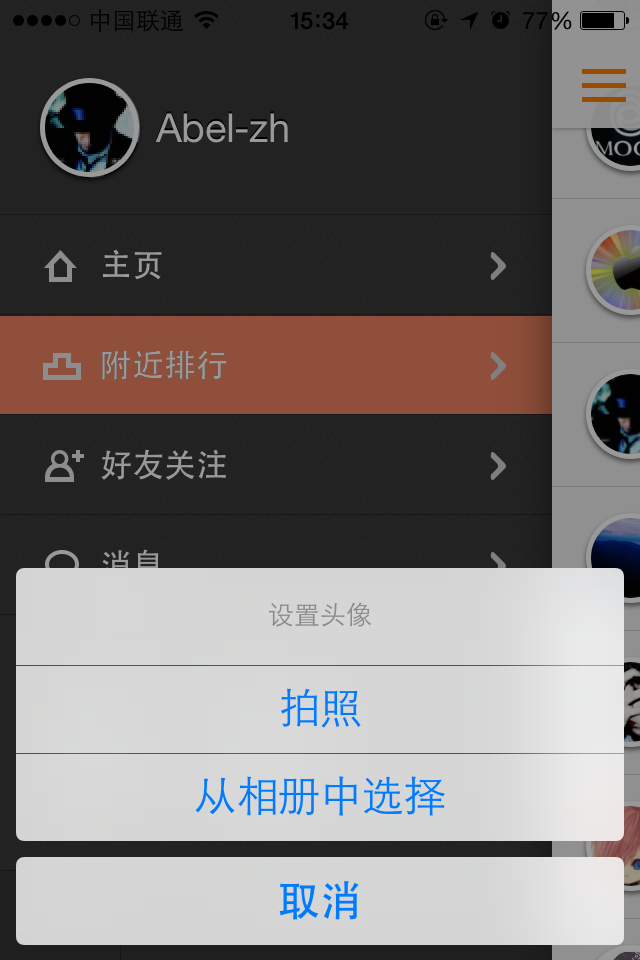 中国联通
15:34
77%
Abel-zh
MOO
主页
附近排行
好友关注
消息
设置头像
拍照
从相册中选择
取消